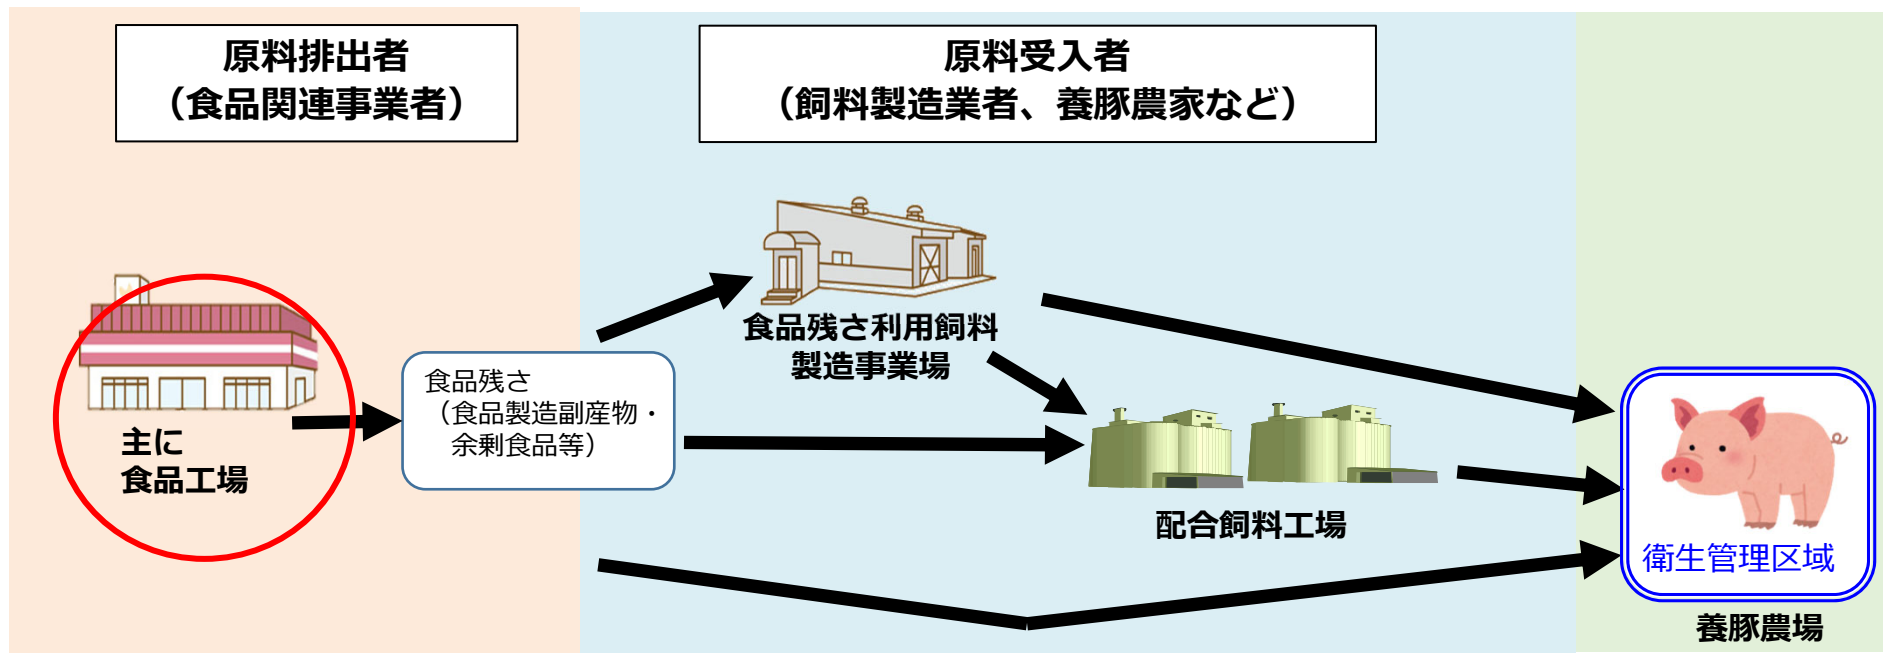 原料排出者
（食品関連事業者）
原料受入者
（飼料製造業者、養豚農家など）
主に
食品工場
食品残さ
（食品製造副産物・
余剰食品等）
食品残さ利用飼料
製造事業場
配合飼料工場
衛生管理区域
養豚農場